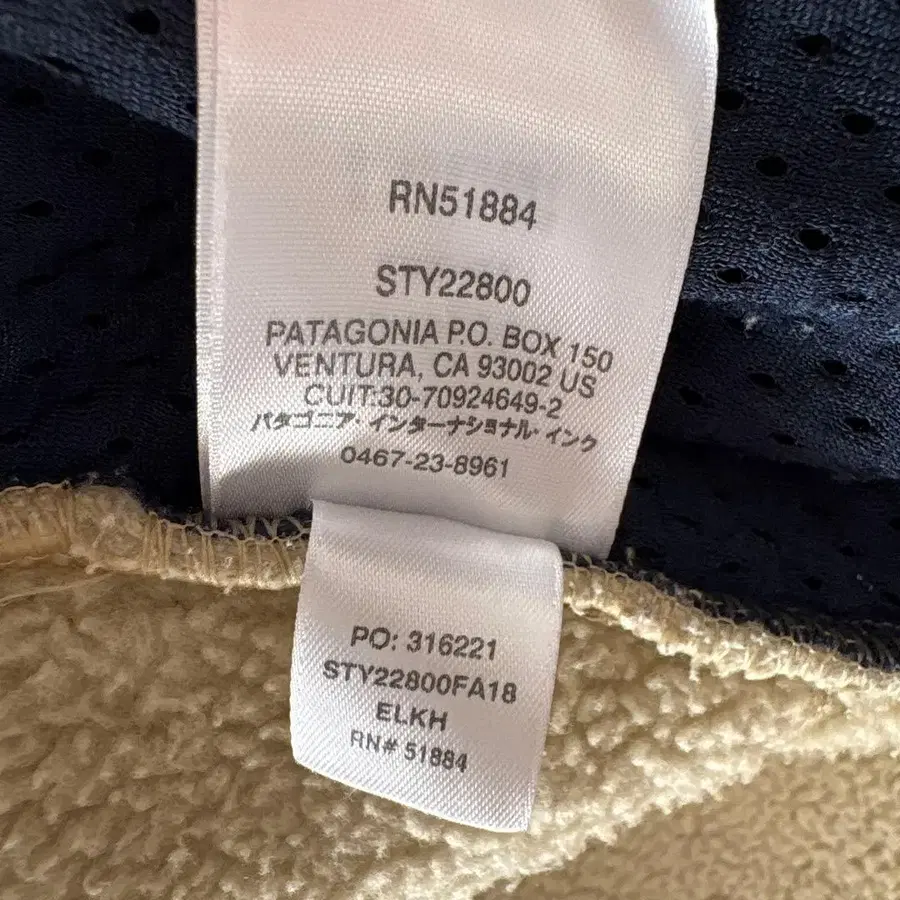 RN51884
STY22800
PATAGONIA P.O. BOX 150
VENTURA, CA 93002 US
CUIT:30-70924649-2
パタゴニア・インターナショナル・インク
0467-23-8961
PO: 316221
STY22800FA18
ELKH
RN# 51884